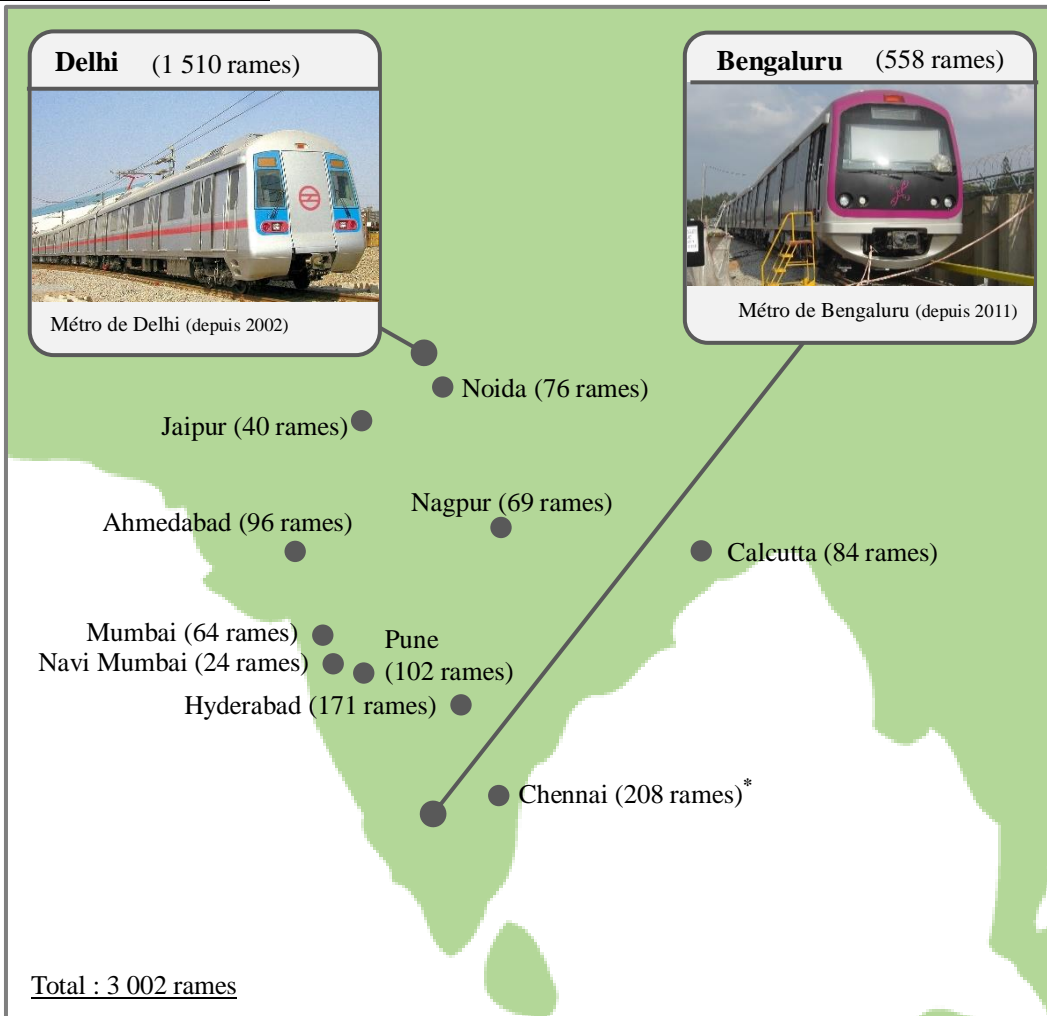 Delhi (1 510 rames)
Métro de Delhi (depuis 2002)
Bengaluru (558 rames)
Métro de Bengaluru (depuis 2011)
Noida (76 rames)
Jaipur (40 rames)
Nagpur (69 rames)
Ahmedabad (96 rames)
Calcutta (84 rames)
Mumbai (64 rames)
Pune
(102 rames)
Navi Mumbai (24 rames)
Hyderabad (171 rames)
Chennai (208 rames)*
Total : 3 002 rames